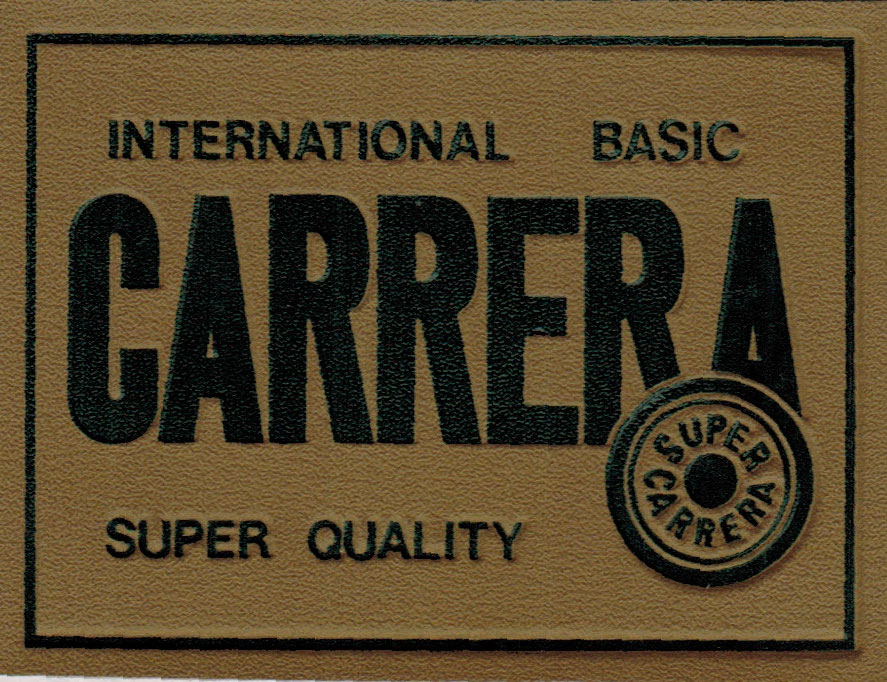 INTERNATIONAL BASIC
CARRERA
SUPER CARRERA
SUPER QUALITY